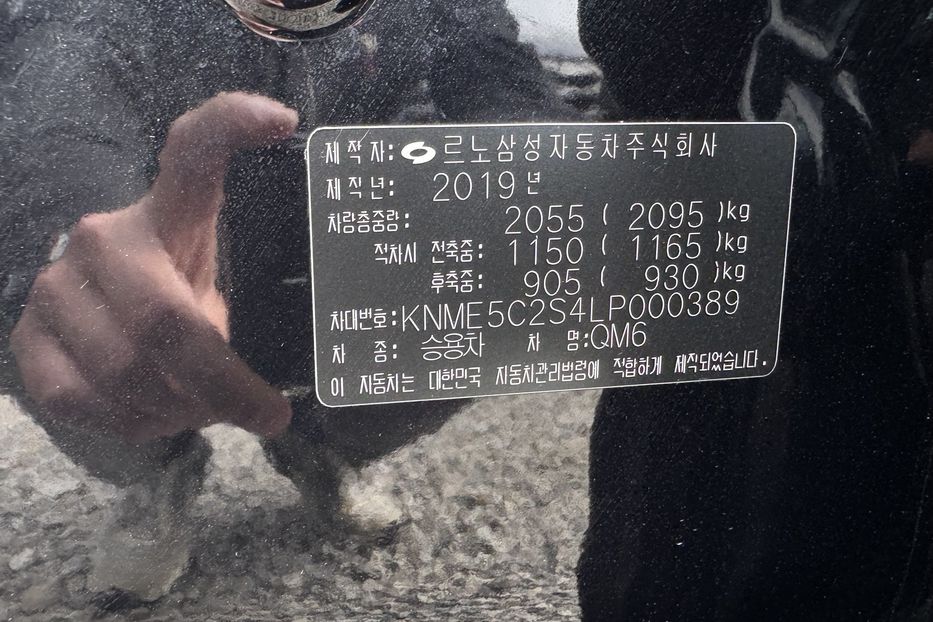 제작자: 르노삼성자동차주식회사
제작년: 2019년
차량총중량: 2055 ( 2095 )kg
적차시 전축중: 1150 ( 1165 )kg
후축중: 905 ( 930 )kg
차대번호: KNME5C2S4LP000389
차 종: 승용차 차 명: QM6
이 자동차는 대한민국 자동차관리법령에 적합하게 제작되었습니다.